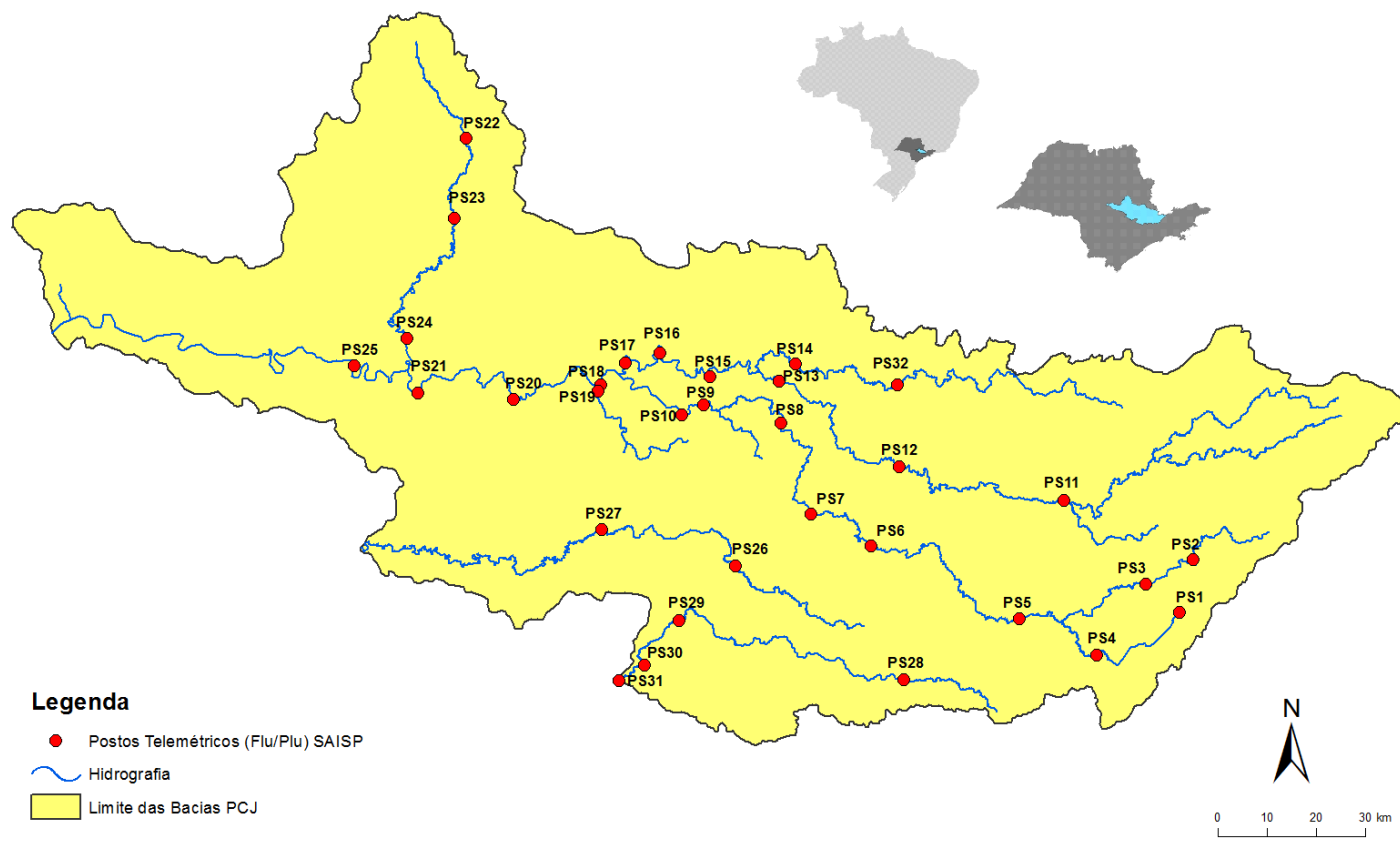 PS22
PS23
PS24
PS25
PS21
PS20
PS17
PS16
PS18
PS19
PS15
PS14
PS13
PS32
PS9
PS10
PS8
PS12
PS11
PS7
PS6
PS27
PS26
PS2
PS3
PS1
PS5
PS4
PS29
PS30
PS31
PS28
Legenda
Postos Telemétricos (Flu/Plu) SAISP
Hidrografia
Limite das Bacias PCJ
N
0 10 20 30 km